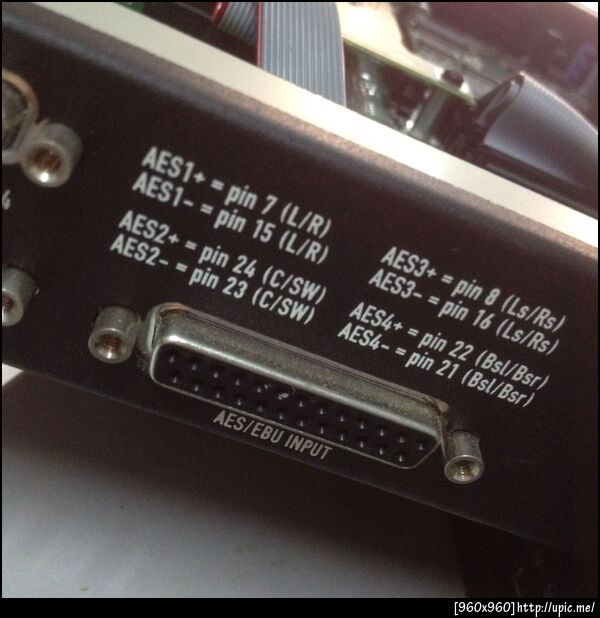 AES1+ = pin 7 (L/R)
AES1- = pin 15 (L/R)
AES2+ = pin 24 (C/SW)
AES2- = pin 23 (C/SW)
AES3+ = pin 8 (Ls/Rs)
AES3- = pin 16 (Ls/Rs)
AES4+ = pin 22 (Bsl/Bsr)
AES4- = pin 21 (Bsl/Bsr)
AES/EBU INPUT
[960x960]http://upic.me/